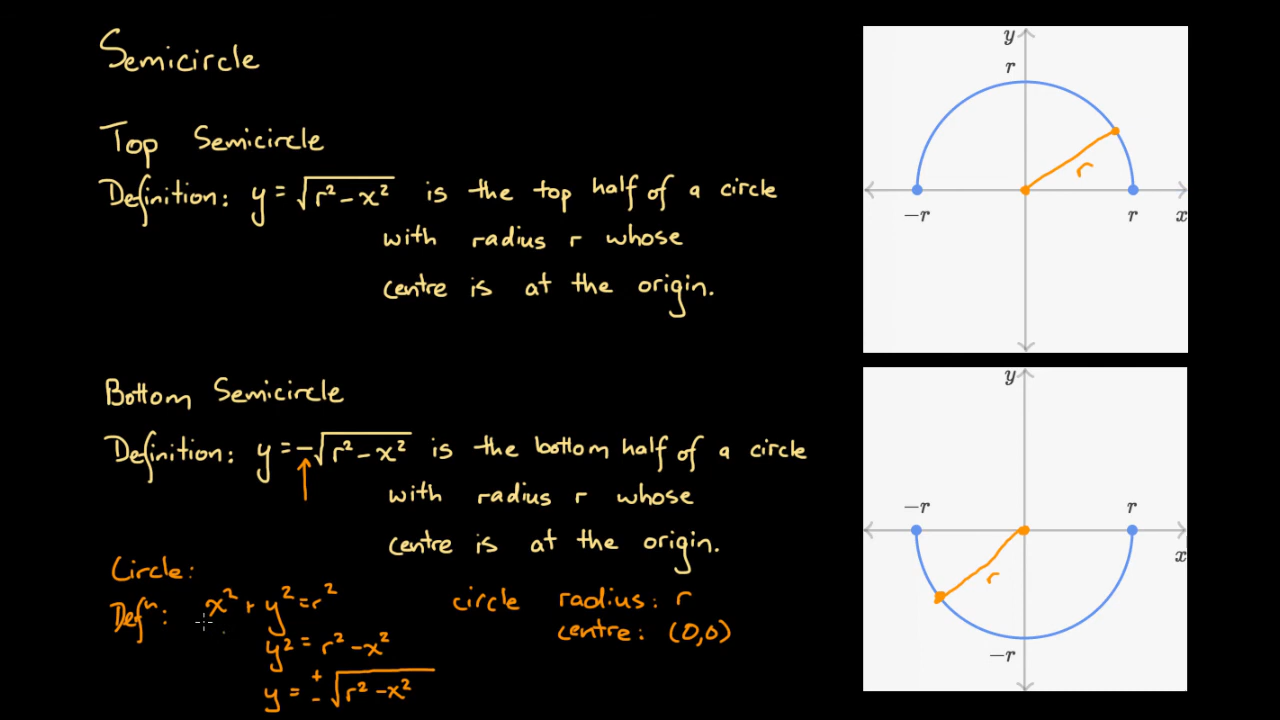 Semicircle
Top Semicircle
Definition: y = √(r² - x²) is the top half of a circle
with radius r whose
centre is at the origin.
Bottom Semicircle
Definition: y = -√(r² - x²) is the bottom half of a circle
with radius r whose
centre is at the origin.
Circle:
Defⁿ: x² + y² = r²
y² = r² - x²
y = ±√(r² - x²)
circle radius: r
centre: (0,0)
y
r
r
-r r x
y
-r r
x
r
-r